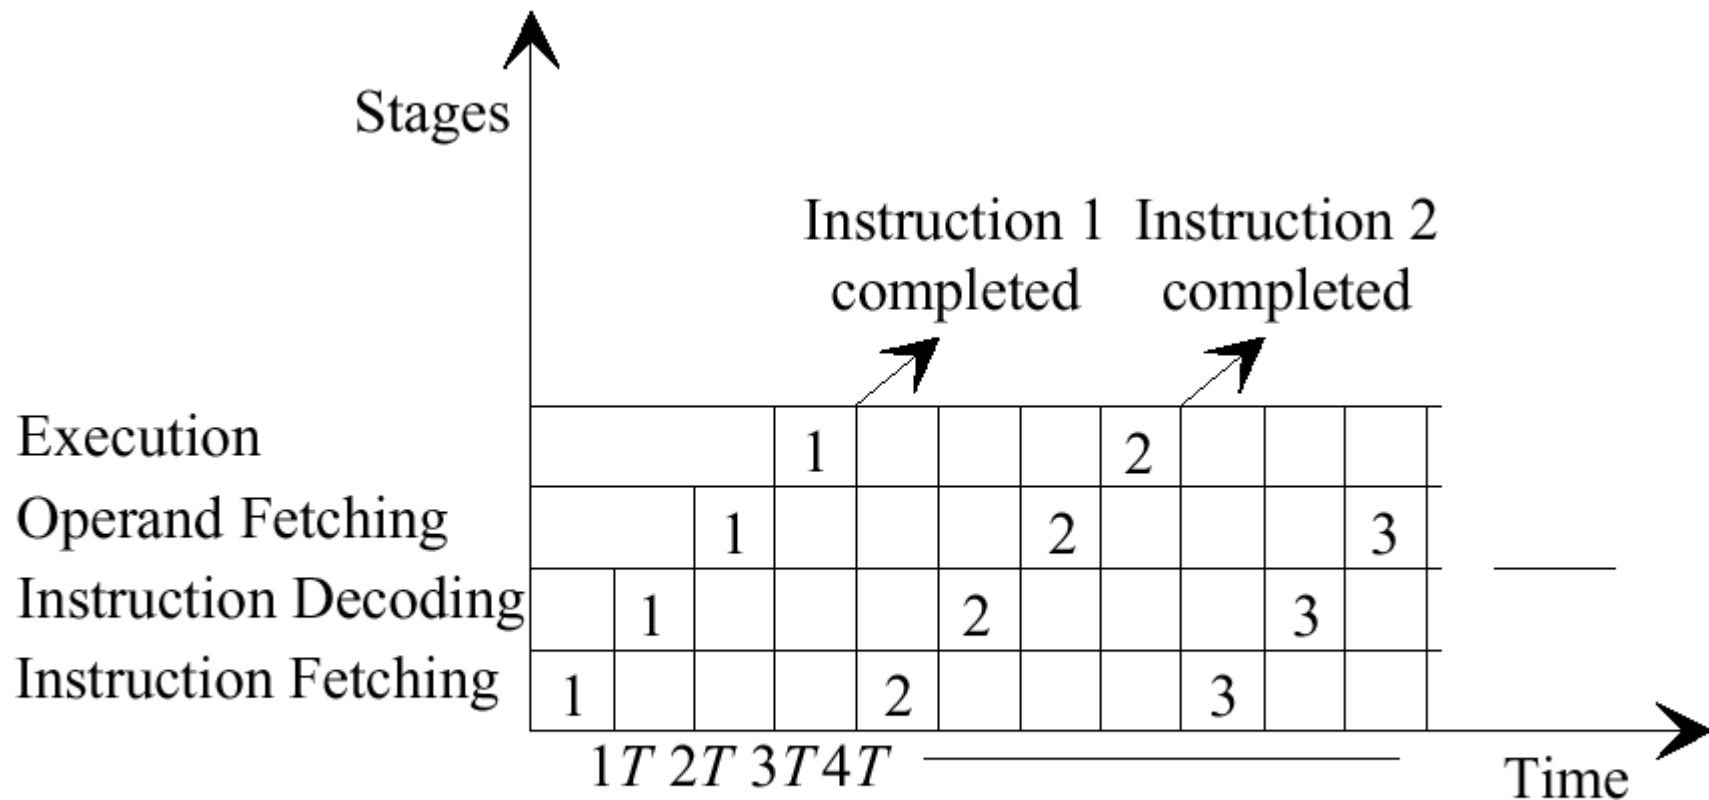 Stages
Instruction 1 Instruction 2
completed completed
Execution 1 2
Operand Fetching 1 2 3
Instruction Decoding 1 2 3
Instruction Fetching 1 2 3
1T 2T 3T 4T
Time